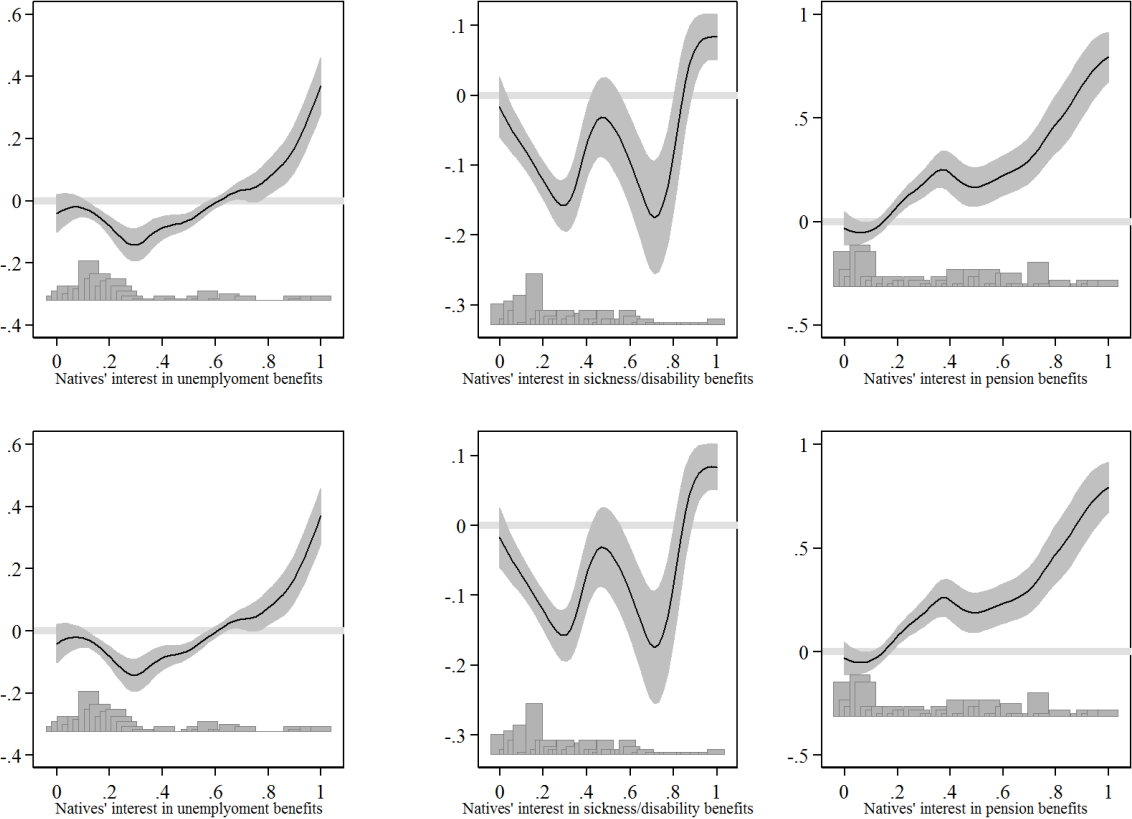 .6
.4
.2
0
-.2
-.4
0 .2 .4 .6 .8 1
Natives' interest in unemplyoment benefits
.1
0
-.1
-.2
-.3
0 .2 .4 .6 .8 1
Natives' interest in sickness/disability benefits
1
.5
0
-.5
0 .2 .4 .6 .8 1
Natives' interest in pension benefits
.6
.4
.2
0
-.2
-.4
0 .2 .4 .6 .8 1
Natives' interest in unemplyoment benefits
.1
0
-.1
-.2
-.3
0 .2 .4 .6 .8 1
Natives' interest in sickness/disability benefits
1
.5
0
-.5
0 .2 .4 .6 .8 1
Natives' interest in pension benefits